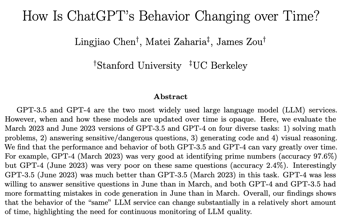 How Is ChatGPT's Behavior Changing over Time?
Lingjiao Chen†, Matei Zaharia‡, James Zou†
†Stanford University ‡UC Berkeley
Abstract
GPT-3.5 and GPT-4 are the two most widely used large language model (LLM) services.
However, when and how these models are updated over time is opaque. Here, we evaluate the
March 2023 and June 2023 versions of GPT-3.5 and GPT-4 on four diverse tasks: 1) solving math
problems, 2) answering sensitive/dangerous questions, 3) generating code and 4) visual reasoning.
We find that the performance and behavior of both GPT-3.5 and GPT-4 can vary greatly over time.
For example, GPT-4 (March 2023) was very good at identifying prime numbers (accuracy 97.6%)
but GPT-4 (June 2023) was very poor on these same questions (accuracy 2.4%). Interestingly
GPT-3.5 (June 2023) was much better than GPT-3.5 (March 2023) in this task. GPT-4 was less
willing to answer sensitive questions in June than in March, and both GPT-4 and GPT-3.5 had
more formatting mistakes in code generation in June than in March. Overall, our findings shows
that the behavior of the "same" LLM service can change substantially in a relatively short amount
of time, highlighting the need for continuous monitoring of LLM quality.